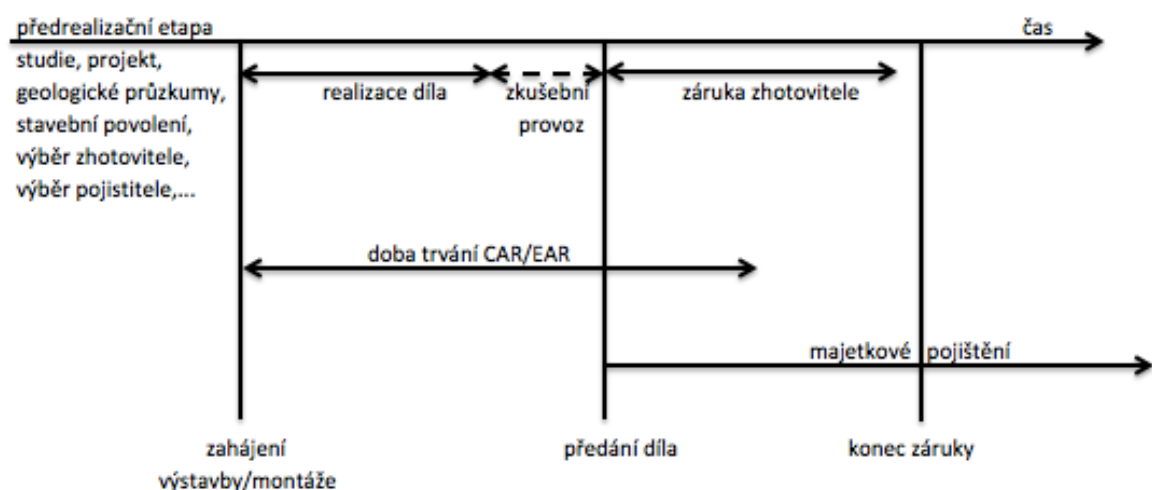 předrealizační etapa
čas
studie, projekt,
geologické průzkumy,
stavební povolení,
výběr zhotovitele,
výběr pojistitele,...
realizace díla
zkušební
provoz
záruka zhotovitele
doba trvání CAR/EAR
majetkové pojištění
zahájení
výstavby/montáže
předání díla
konec záruky